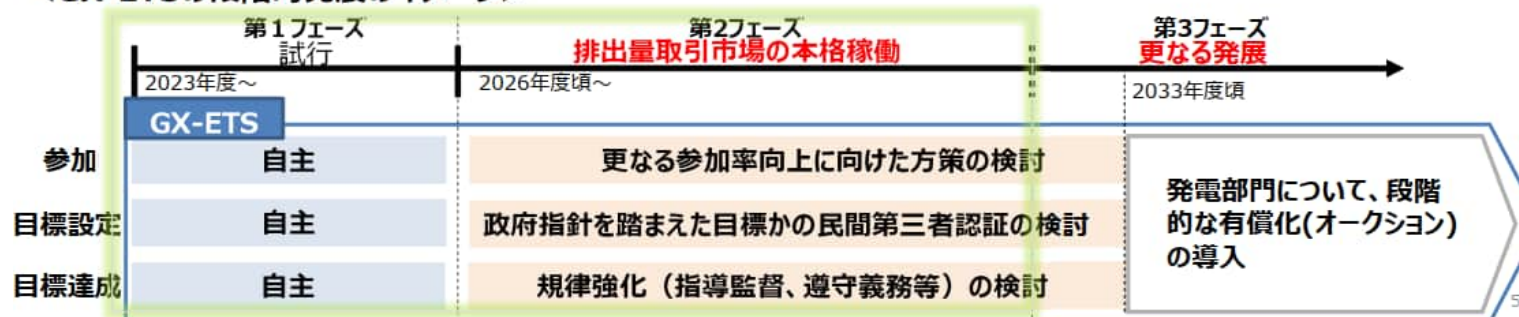 第1フェーズ
試行
第2フェーズ
排出量取引市場の本格稼働
第3フェーズ
更なる発展
2023年度～
2026年度頃～
2033年度頃
GX-ETS
参加
自主
更なる参加率向上に向けた方策の検討
目標設定
自主
政府指針を踏まえた目標かの民間第三者認証の検討
目標達成
自主
規律強化（指導監督、遵守義務等）の検討
発電部門について、段階
的な有償化(オークション)
の導入
5